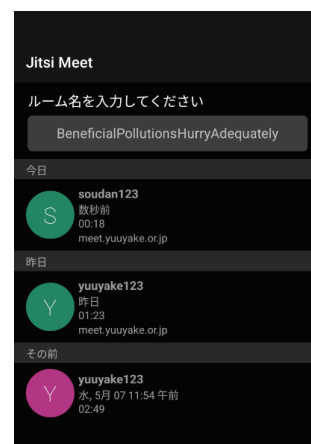 Jitsi Meet
ルーム名を入力してください
BeneficialPollutionsHurryAdequately
今日
S
soudan123
数秒前
00:18
meet.yuuyake.or.jp
昨日
Y
yuuyake123
昨日
01:23
meet.yuuyake.or.jp
その前
Y
yuuyake123
水, 5月 07 11:54 午前
02:49